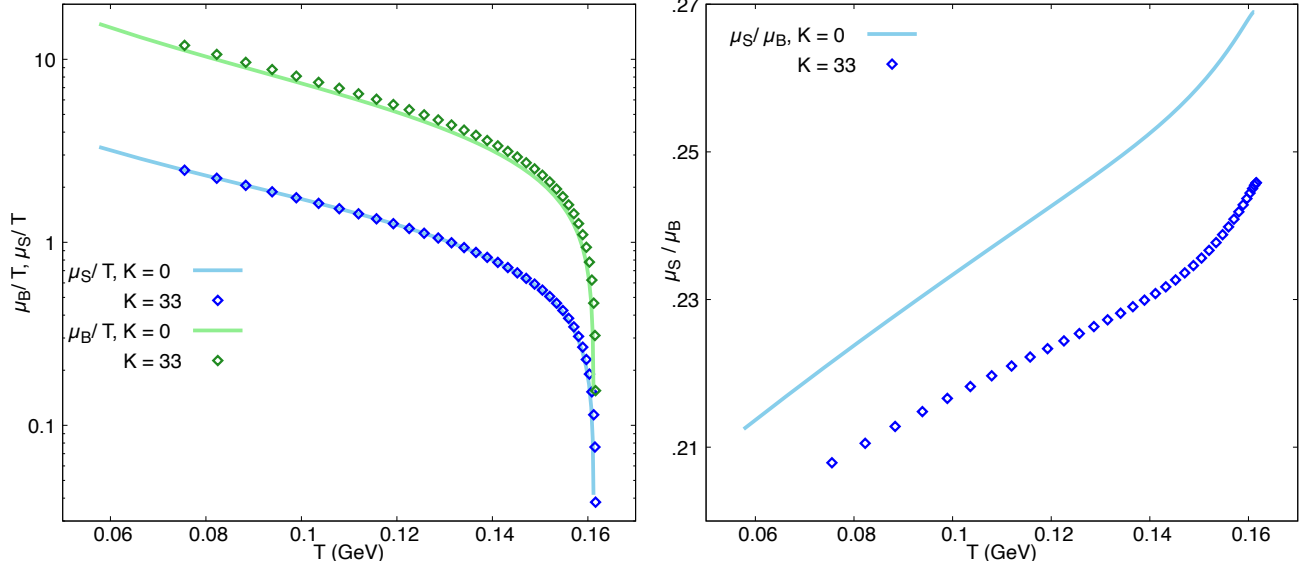 10
1
0.1
μB/ T, μS/ T
μS/ T, K = 0
K = 33
μB/ T, K = 0
K = 33
0.06 0.08 0.1 0.12 0.14 0.16
T (GeV)
.27
.25
.23
.21
μS / μB
μS/ μB, K = 0
K = 33
0.06 0.08 0.1 0.12 0.14 0.16
T (GeV)